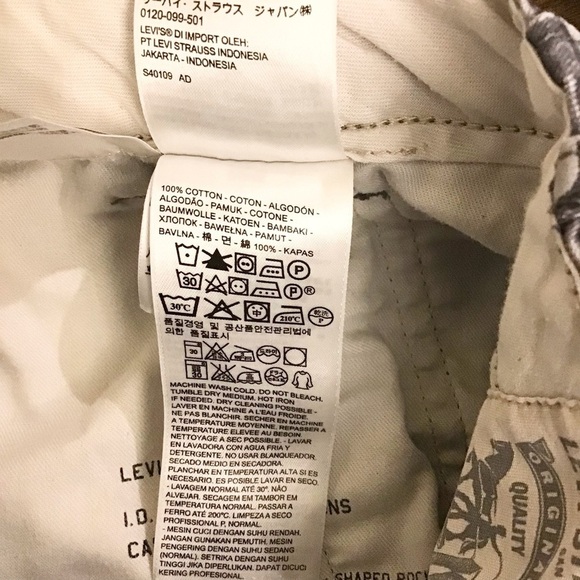 リーバイ・ストラウス ジャパン㈱
0120-099-501
LEVI'S® DI IMPORT OLEH:
PT LEVI STRAUSS INDONESIA
JAKARTA - INDONESIA
S40109 AD
100% COTTON - COTON - ALGODÓN -
ALGODÃO - PAMUK - COTONE -
BAUMWOLLE - KATOEN - BAMBAKI -
ХЛОПОК - BAWEŁNA - PAMUT -
BAVLNA - 棉 - 면 - 綿 100% - KAPAS
P
30 P®
30°C 中 210°C 乾洗 P
품질경영 및 공산품안전관리법에
의한 품질표시
MACHINE WASH COLD. DO NOT BLEACH.
TUMBLE DRY MEDIUM. HOT IRON
IF NEEDED. DRY CLEANING POSSIBLE -
LAVER EN MACHINE A L'EAU FROIDE.
NE PAS BLANCHIR. SECHER EN MACHINE
A TEMPERATURE MOYENNE. REPASSER A
TEMPERATURE ELEVEE AU BESOIN
NETTOYAGE A SEC POSSIBLE - LAVAR
EN LAVADORA CON AGUA FRIA Y
DETERGENTE. NO USAR BLANQUEADOR.
SECADO MEDIO EN SECADORA.
PLANCHAR EN TEMPERATURA ALTA SI ES
NECESARIO. ES POSIBLE LAVAR EN SECO
- LAVAGEM NORMAL ATÉ 30°, NÃO
ALVEJAR. SECAGEM EM TAMBOR EM
TEMPERATURA NORMAL. PASSAR A
FERRO ATÉ 200ºC. LIMPEZA A SECO
PROFISSIONAL P, NORMAL.
- MESIN CUCI DENGAN SUHU RENDAH.
JANGAN GUNAKAN PEMUTIH. MESIN
PENGERING DENGAN SUHU SEDANG
(NORMAL). SETRIKA DENGAN SUHU
TINGGI JIKA DIPERLUKAN. DAPAT DICUCI
LEVI
I.D.
CA
ORIGINA
QUALITY
SHAPED